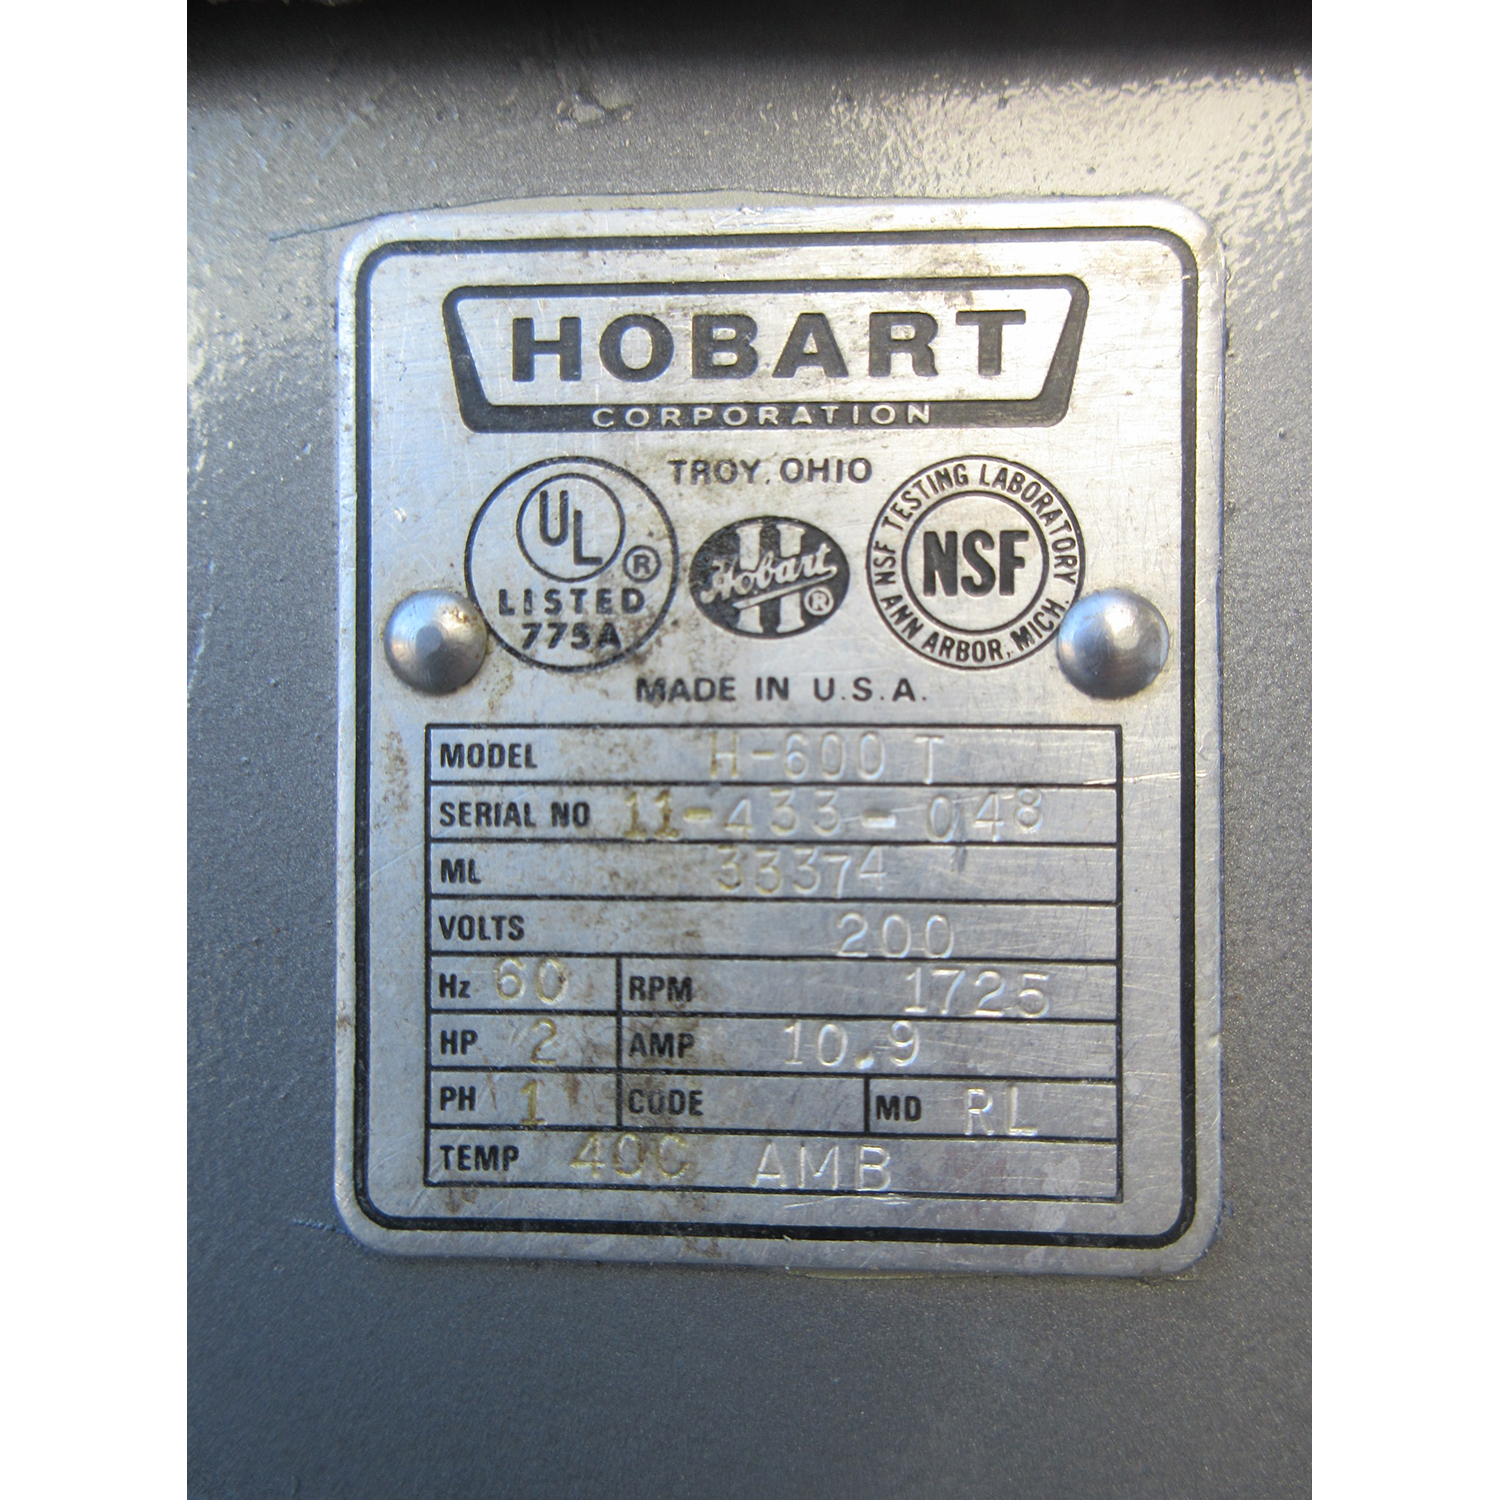 HOBART
CORPORATION
TROY, OHIO
UL ®
LISTED
775A
Hobart ®
NSF TESTING LABORATORY
NSF
ANN ARBOR, MICH.
MADE IN U.S.A.
MODEL H-600 T
SERIAL NO 11-433-048
ML 33374
VOLTS 200
Hz 60 RPM 1725
HP 2 AMP 10.9
PH 1 CODE MD RL
TEMP 40C AMB